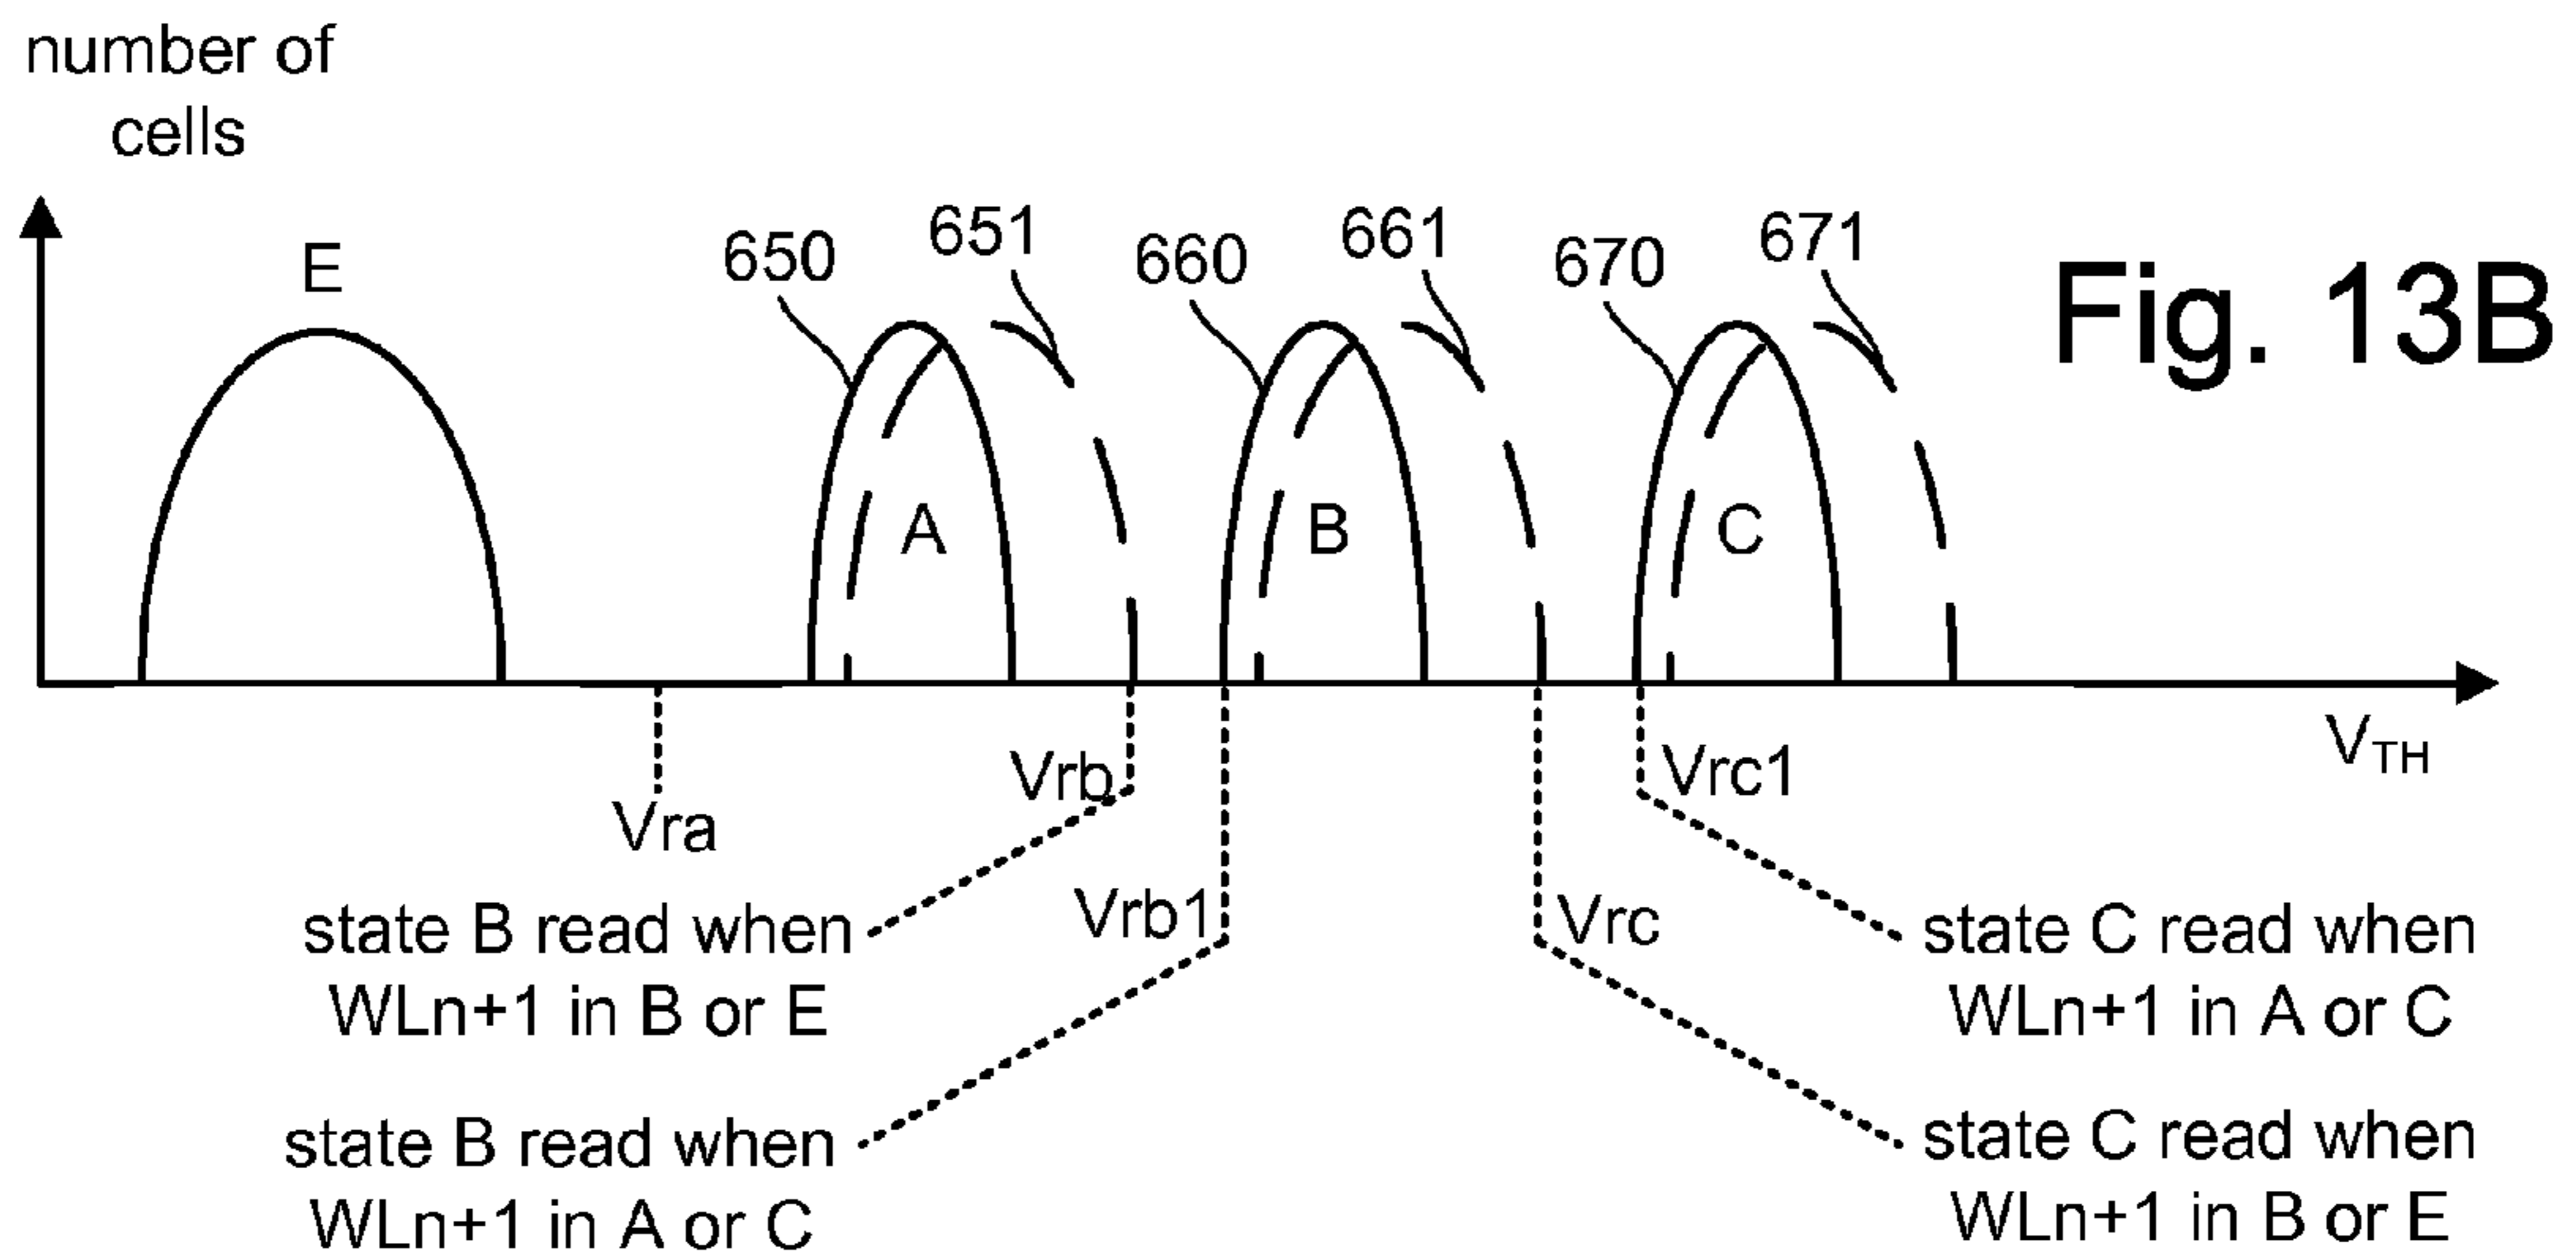 number of
cells
E
650
651
660
661
670
671
Fig. 13B
A
B
C
Vra
Vrb
Vrb1
Vrc
Vrc1
VTH
state B read when
WLn+1 in B or E
state B read when
WLn+1 in A or C
state C read when
WLn+1 in A or C
state C read when
WLn+1 in B or E